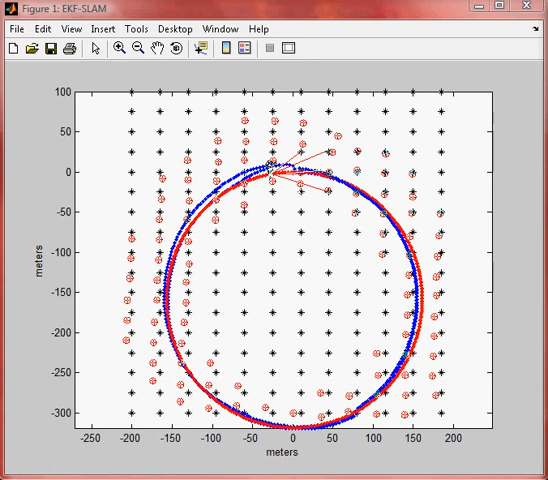 Figure 1: EKF-SLAM
File Edit View Insert Tools Desktop Window Help
100
50
0
-50
-100
-150
-200
-250
-300
meters
-250 -200 -150 -100 -50 0 50 100 150 200
meters